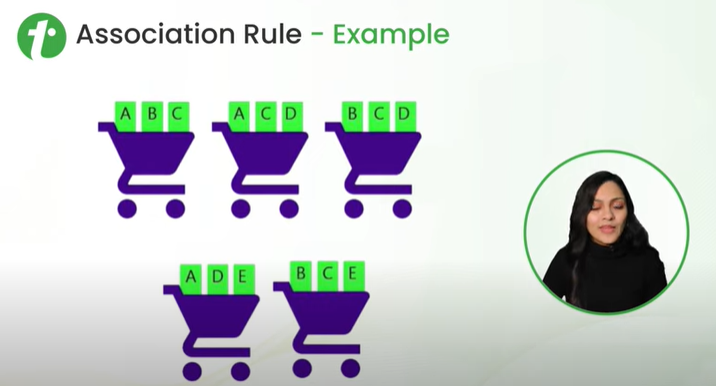 Association Rule - Example
A B C A C D B C D
A D E B C E